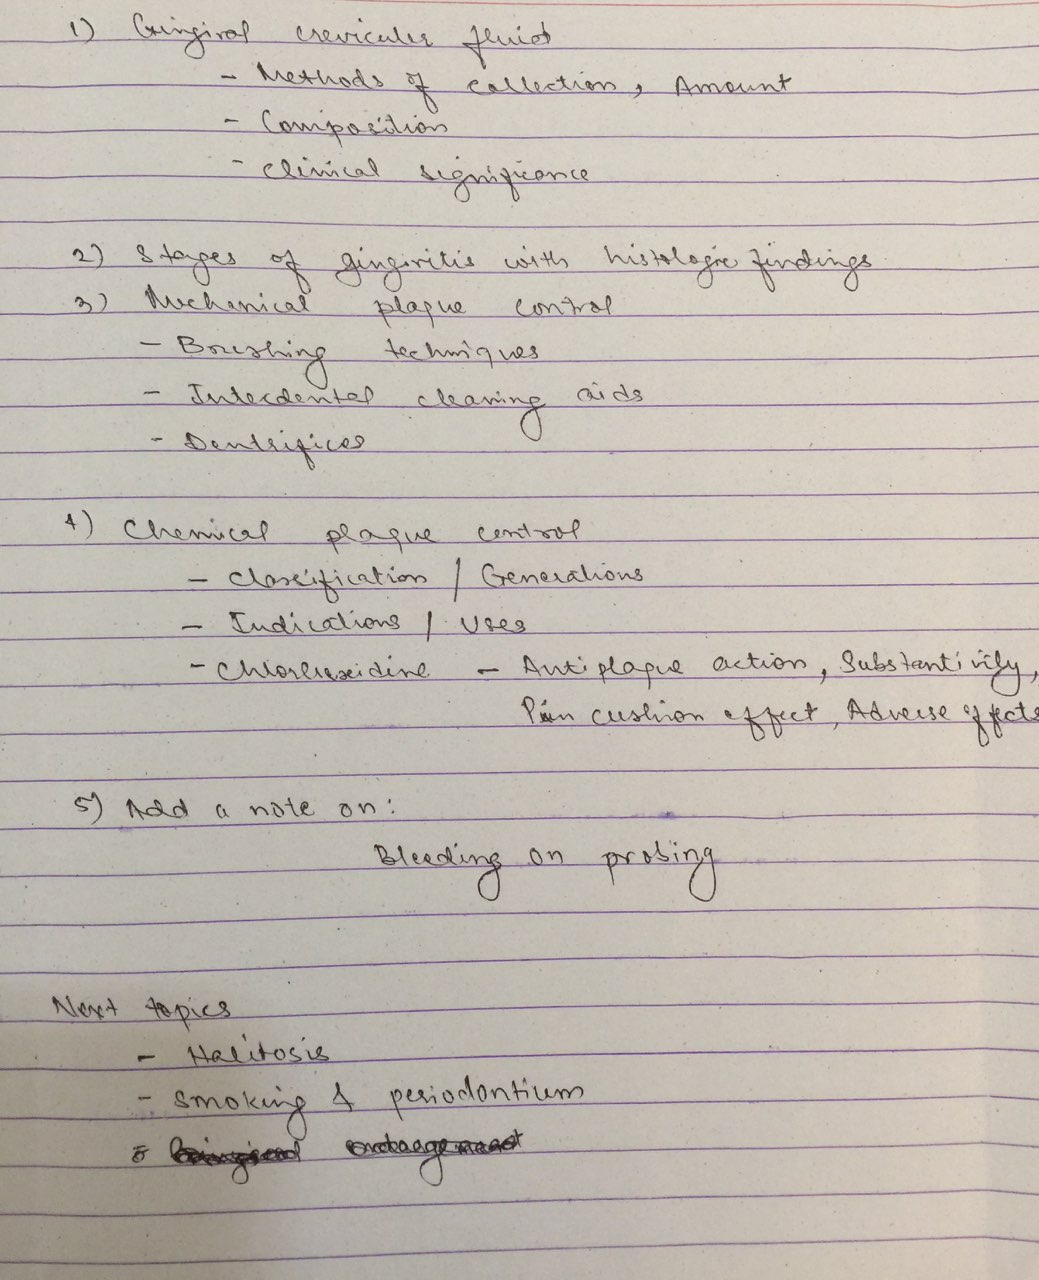 1) Gingival crevicular fluid
- Methods of collection, Amount
- Composition
- clinical significance
2) Stages of gingivitis with histologic findings
3) Mechanical plaque control
- Brushing techniques
- Interdental cleaning aids
- Dentrifices
4) Chemical plaque control
- Classification / Generations
- Indications / Uses
- Chlorhexidine - Antiplaque action, Substantivity,
Pin cushion effect, Adverse effects
5) Add a note on:
Bleeding on probing
Next topics
- Halitosis
- Smoking & periodontium